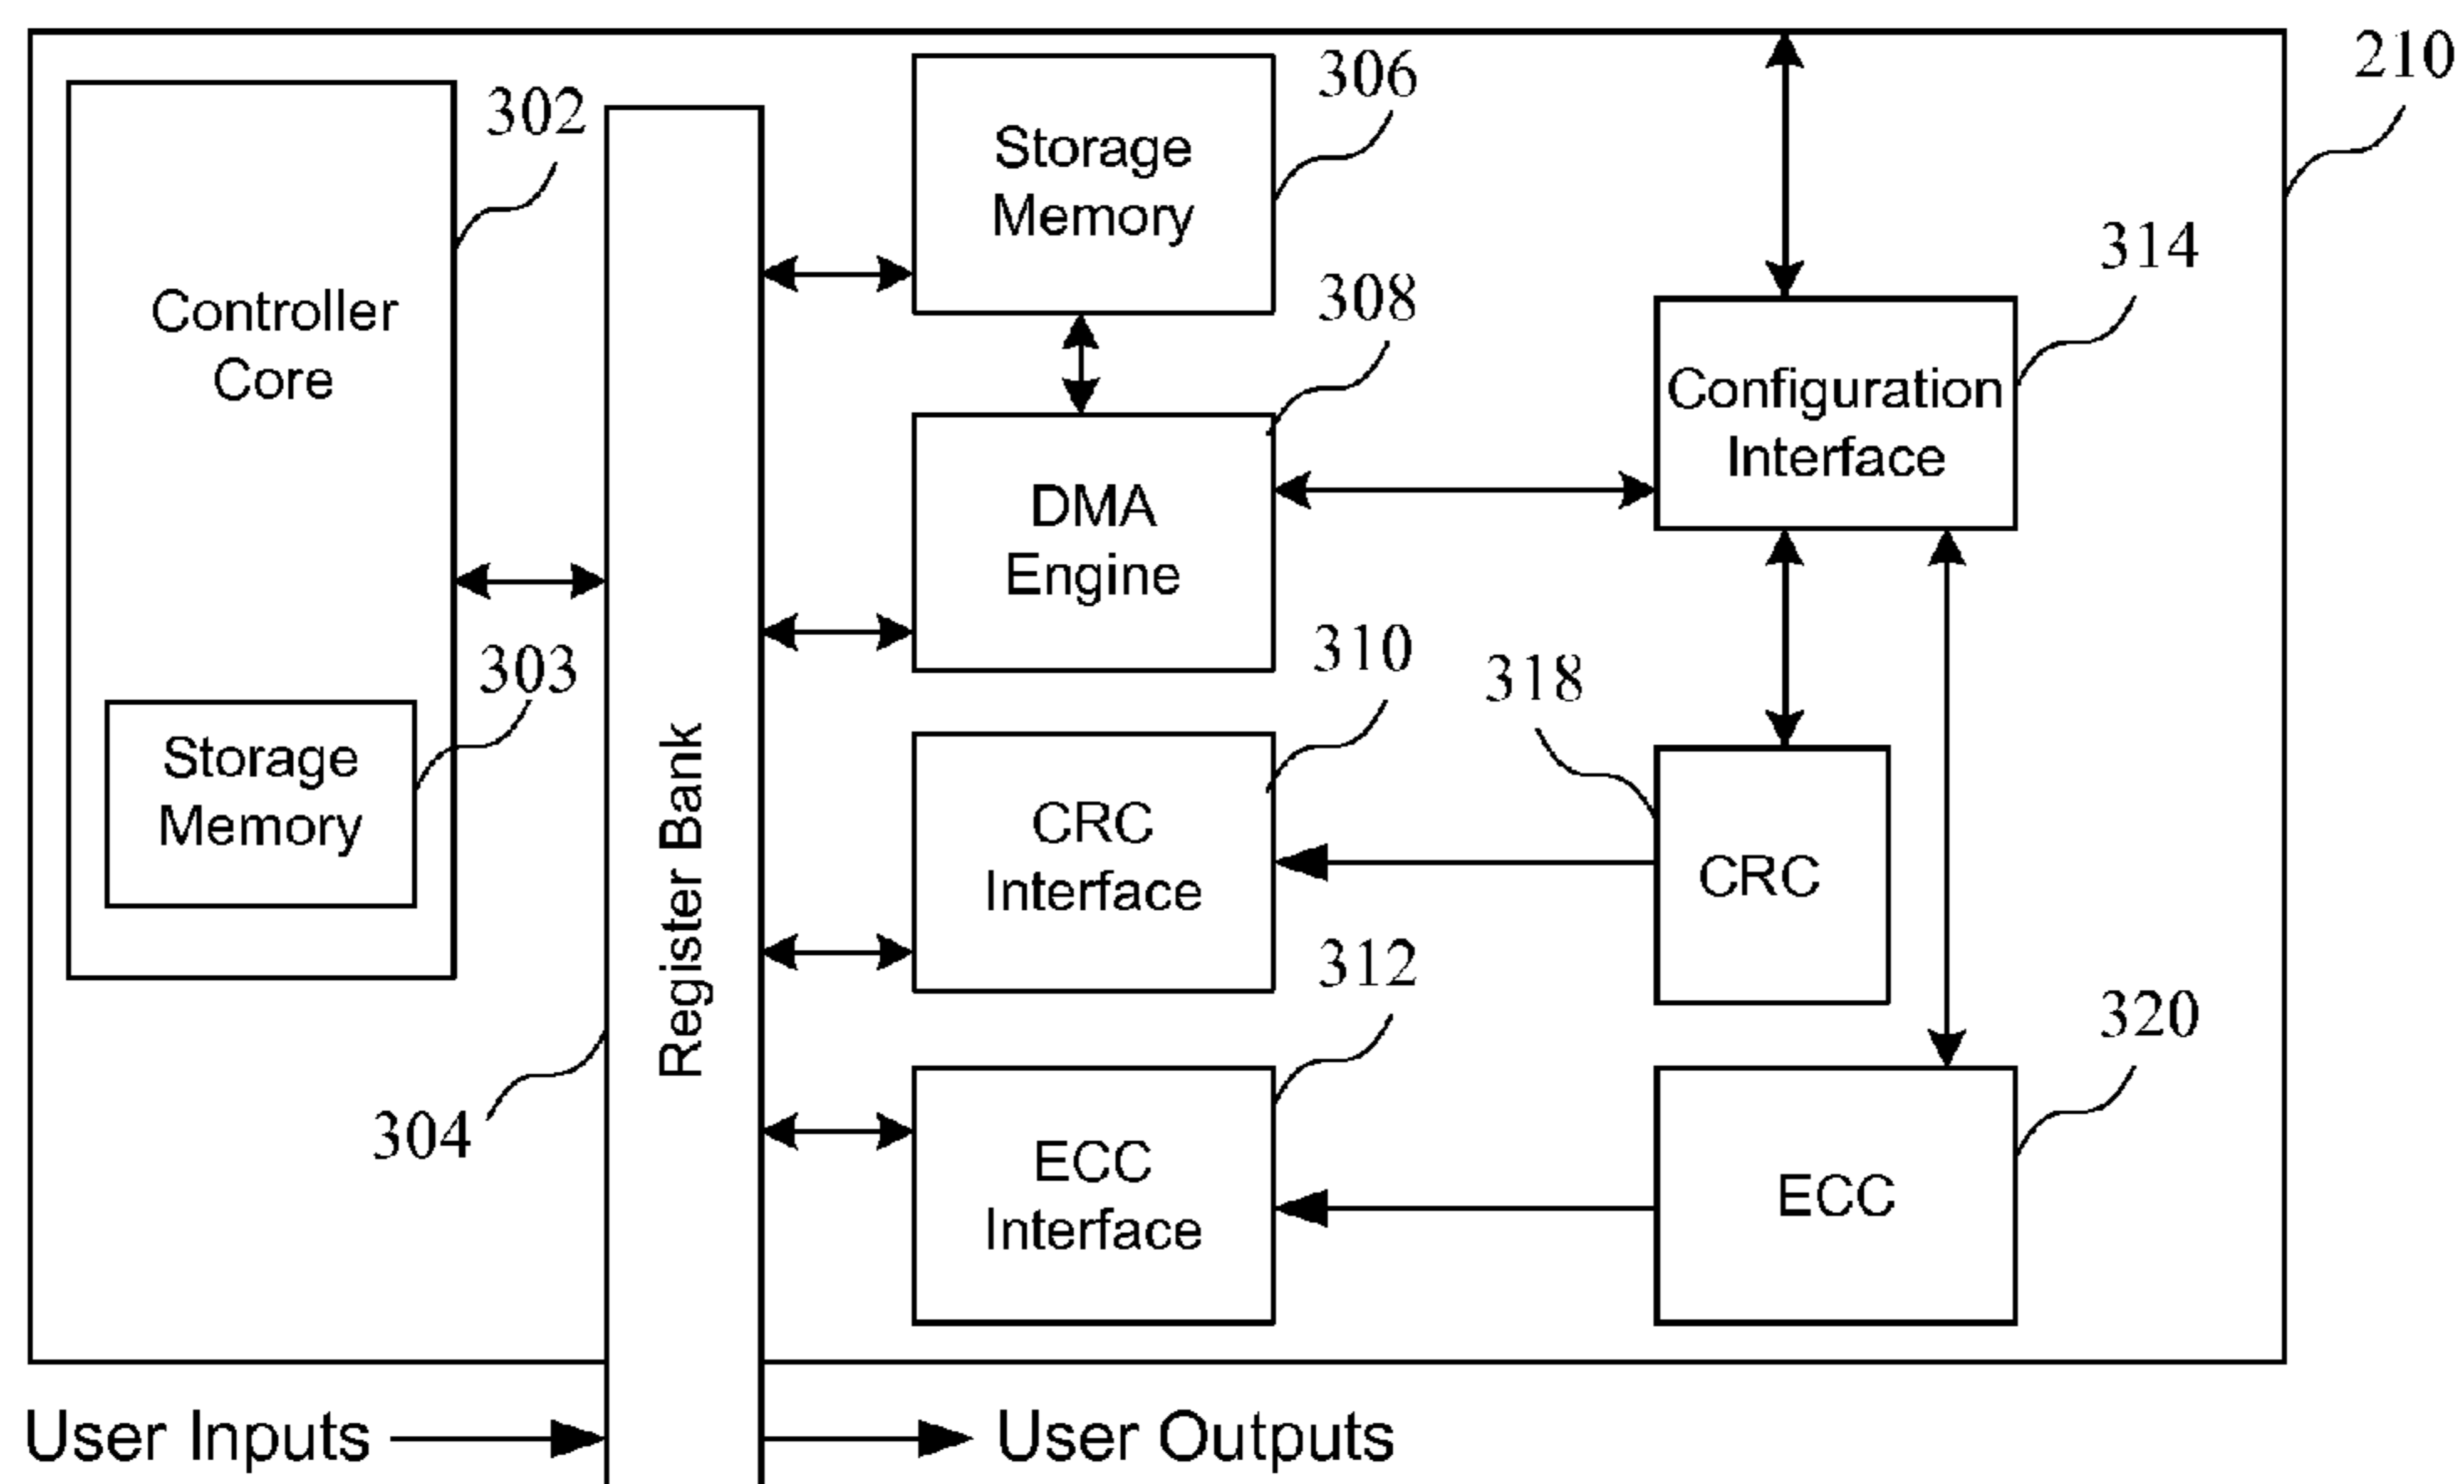 210
306
302
Storage
Memory
314
308
Controller
Core
Configuration
Interface
DMA
Engine
310
318
303
Storage
Memory
Register Bank
CRC
Interface
CRC
312
320
304
ECC
Interface
ECC
User Inputs
User Outputs